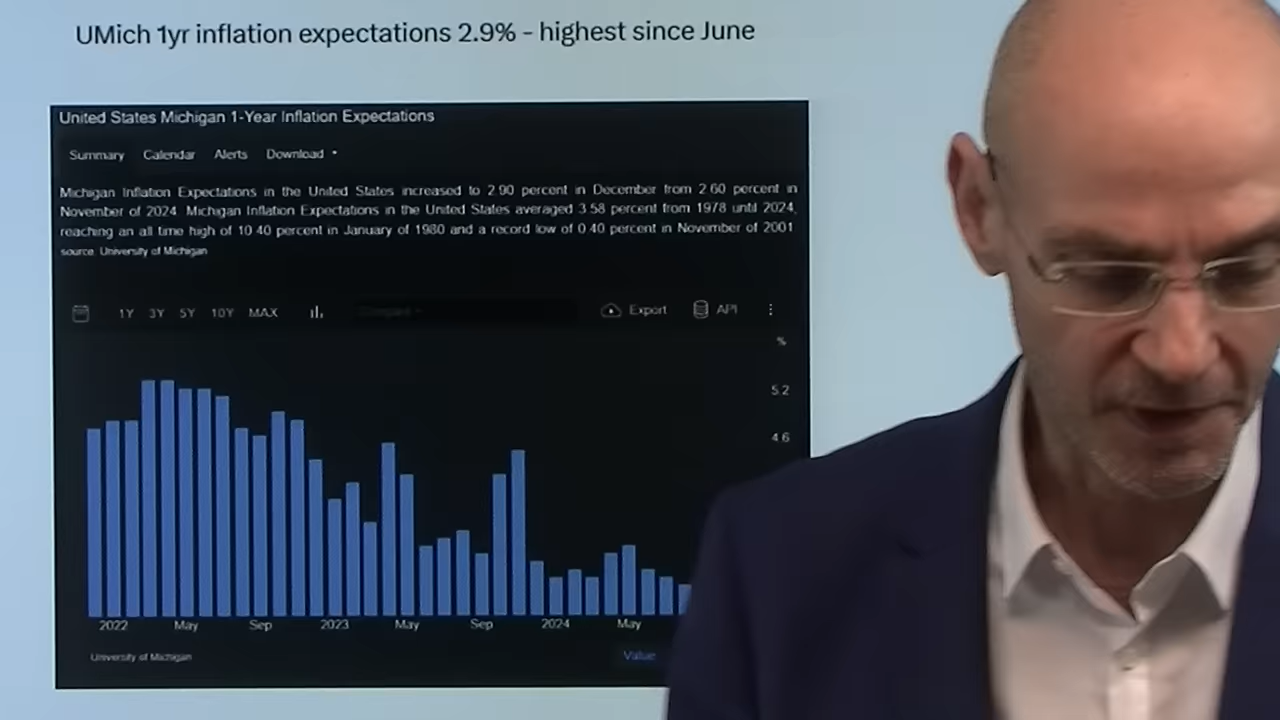 UMich 1yr inflation expectations 2.9% - highest since June
United States Michigan 1-Year Inflation Expectations
Summary Calendar Alerts Download
Michigan Inflation Expectations in the United States increased to 2.90 percent in December from 2.60 percent in
November of 2024. Michigan Inflation Expectations in the United States averaged 3.58 percent from 1978 until 2024,
reaching an all time high of 10.40 percent in January of 1980 and a record low of 0.40 percent in November of 2001
source: University of Michigan
1Y 3Y 5Y 10Y MAX Export API
%
5.2
4.6
2022 May Sep 2023 May Sep 2024 May
University of Michigan Value